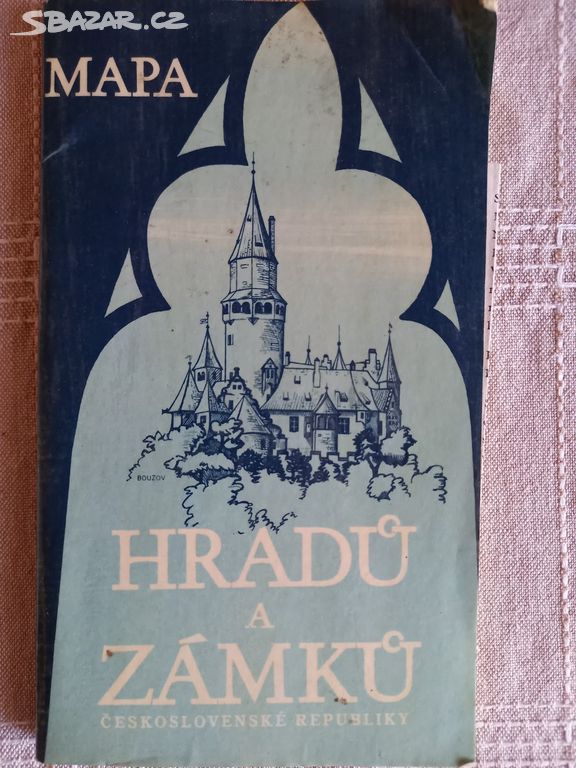 SBAZAR.CZ
MAPA
BOUZOV
HRADŮ
A
ZÁMKŮ
ČESKOSLOVENSKÉ REPUBLIKY